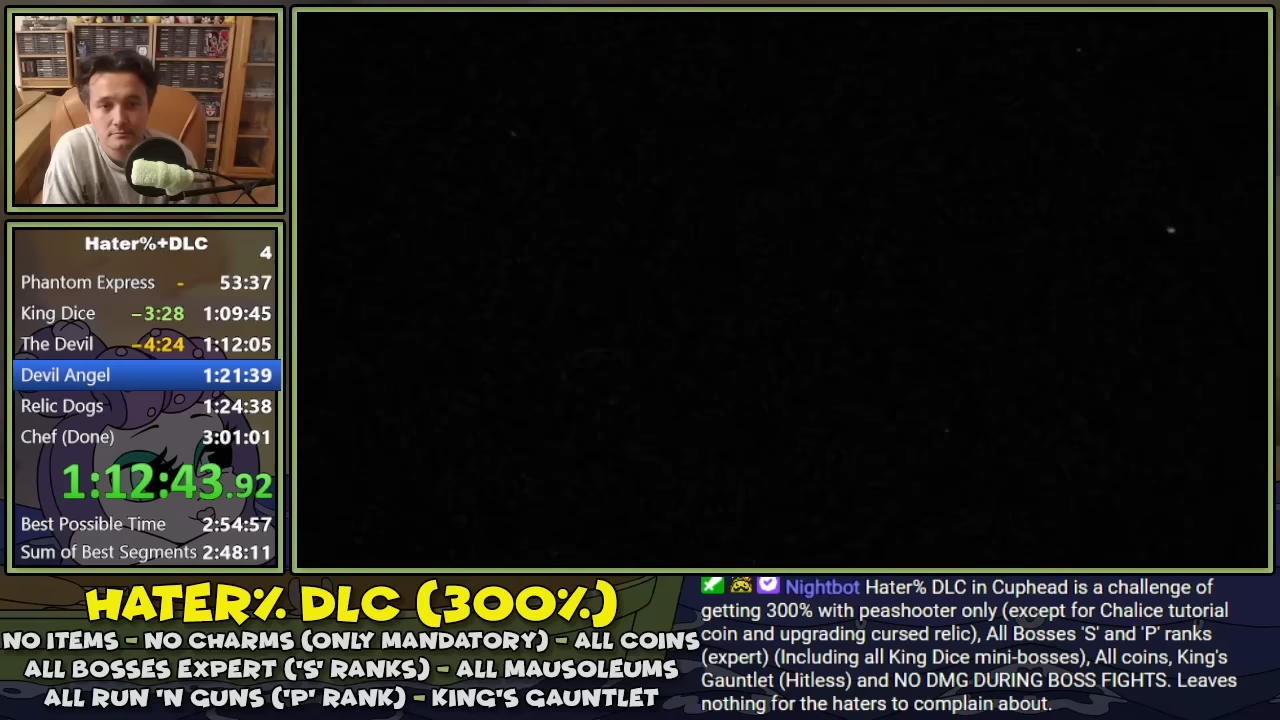 Hater%+DLC
4
Phantom Express - 53:37
King Dice −3:28 1:09:45
The Devil −4:24 1:12:05
Devil Angel 1:21:39
Relic Dogs 1:24:38
Chef (Done) 3:01:01
1:12:43.92
Best Possible Time 2:54:57
Sum of Best Segments 2:48:11
HATER% DLC (300%)
NO ITEMS - NO CHARMS (ONLY MANDATORY) - ALL COINS
ALL BOSSES EXPERT ('S' RANKS) - ALL MAUSOLEUMS
ALL RUN 'N GUNS ('P' RANK) - KING'S GAUNTLET
Nightbot Hater% DLC in Cuphead is a challenge of
getting 300% with peashooter only (except for Chalice tutorial
coin and upgrading cursed relic), All Bosses 'S' and 'P' ranks
(expert) (Including all King Dice mini-bosses), All coins, King's
Gauntlet (Hitless) and NO DMG DURING BOSS FIGHTS. Leaves
nothing for the haters to complain about.